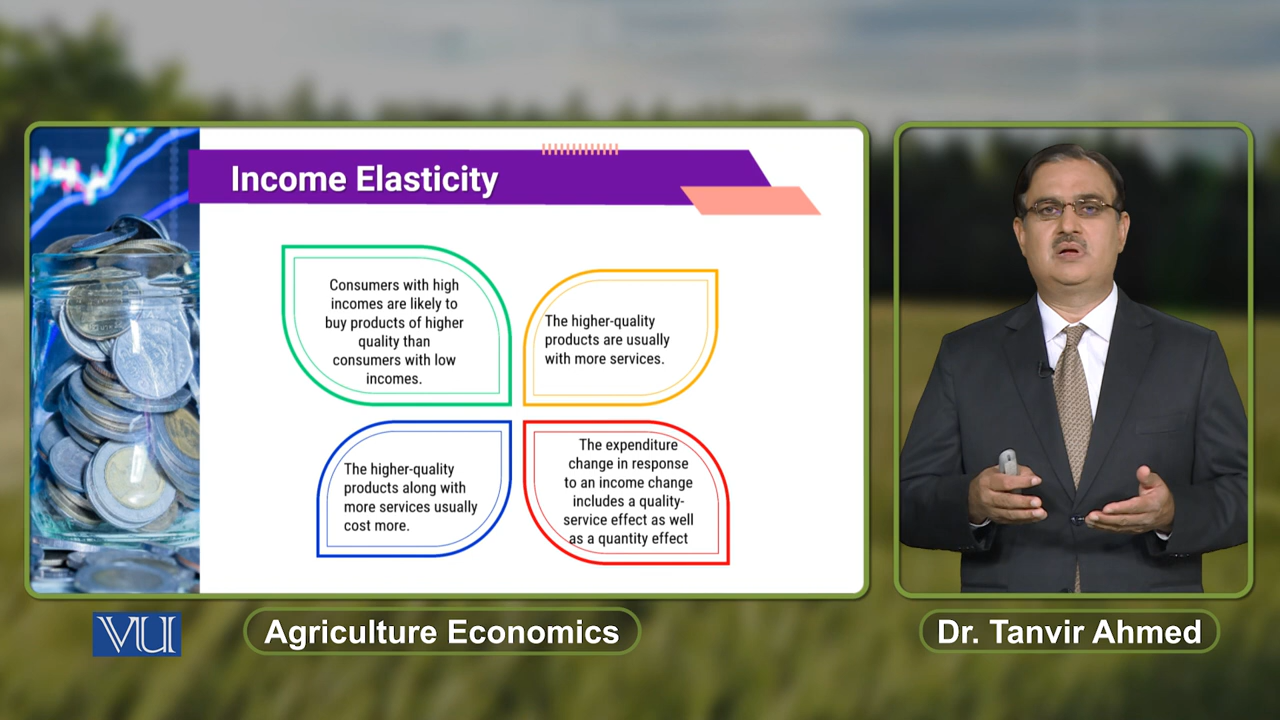 Income Elasticity
Consumers with high
incomes are likely to
buy products of higher
quality than
consumers with low
incomes.
The higher-quality
products are usually
with more services.
The higher-quality
products along with
more services usually
cost more.
The expenditure
change in response
to an income change
includes a quality-
service effect as well
as a quantity effect
VU
Agriculture Economics
Dr. Tanvir Ahmed